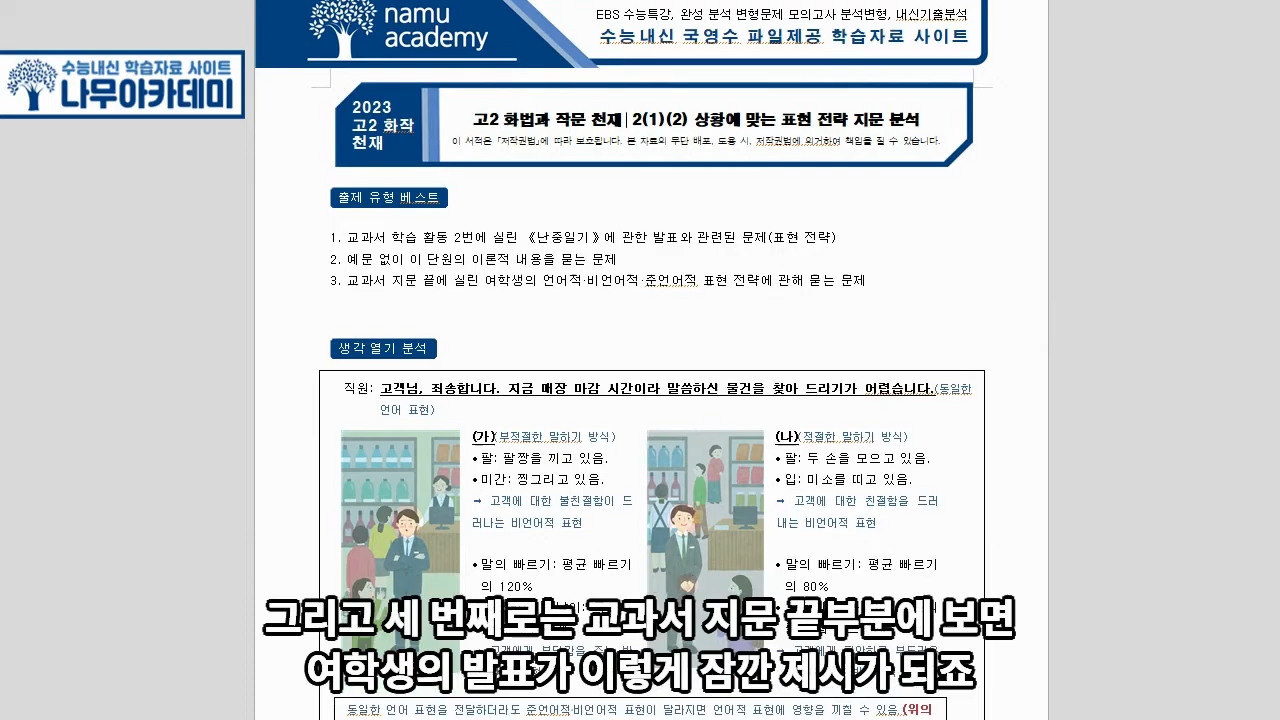 namu
academy
EBS 수능특강, 완성 분석 변형문제 모의고사 분석변형, 내신기출분석
수능내신 국영수 파일제공 학습자료 사이트
수능내신 학습자료 사이트
나무아카데미
2023
고2 화작
천재
고2 화법과 작문 천재 2(1)(2) 상황에 맞는 표현 전략 지문 분석
이 서적은 「저작권법」에 따라 보호됩니다. 본 자료의 무단 배포, 도용 시, 저작권법에 의거하여 책임을 질 수 있습니다.
출제 유형 베스트
1. 교과서 학습 활동 2번에 실린 《난중일기》에 관한 발표와 관련된 문제(표현 전략)
2. 예문 없이 이 단원의 이론적 내용을 묻는 문제
3. 교과서 지문 끝에 실린 여학생의 언어적·비언어적·준언어적 표현 전략에 관해 묻는 문제
생각 열기 분석
직원: 고객님, 죄송합니다. 지금 매장 마감 시간이라 말씀하신 물건을 찾아 드리기가 어렵습니다.(동일한
언어 표현)
(가)(부적절한 말하기 방식)
• 팔: 팔짱을 끼고 있음.
• 미간: 찡그리고 있음.
→ 고객에 대한 불친절함이 드
러나는 비언어적 표현
• 말의 빠르기: 평균 빠르기
의 120%
(나)(적절한 말하기 방식)
• 팔: 두 손을 모으고 있음.
• 입: 미소를 띠고 있음.
→ 고객에 대한 친절함을 드러
내는 비언어적 표현
• 말의 빠르기: 평균 빠르기
의 80%
그리고 세 번째로는 교과서 지문 끝부분에 보면
여학생의 발표가 이렇게 잠깐 제시가 되죠
동일한 언어 표현을 전달하더라도 준언어적·비언어적 표현이 달라지면 언어적 표현에 영향을 끼칠 수 있음.(위의